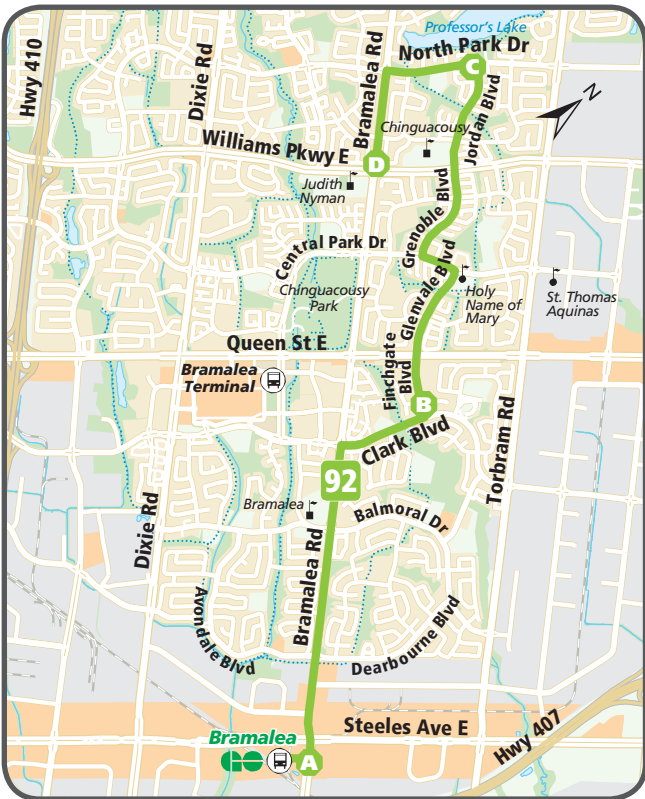 Professor's Lake
North Park Dr
C
Hwy 410
Dixie Rd
Bramalea Rd
Jordan Blvd
N
Chinguacousy
Williams Pkwy E
D
Judith
Nyman
Grenoble Blvd
Central Park Dr
Glenvale Blvd
Chinguacousy
Park
Holy
Name of
Mary
St. Thomas
Aquinas
Queen St E
Bramalea
Terminal
Finchgate
Blvd
B
Clark Blvd
Torbram Rd
92
Bramalea
Balmoral Dr
Dixie Rd
Bramalea Rd
Avondale Blvd
Dearbourne Blvd
Steeles Ave E
Hwy 407
Bramalea
GO
A